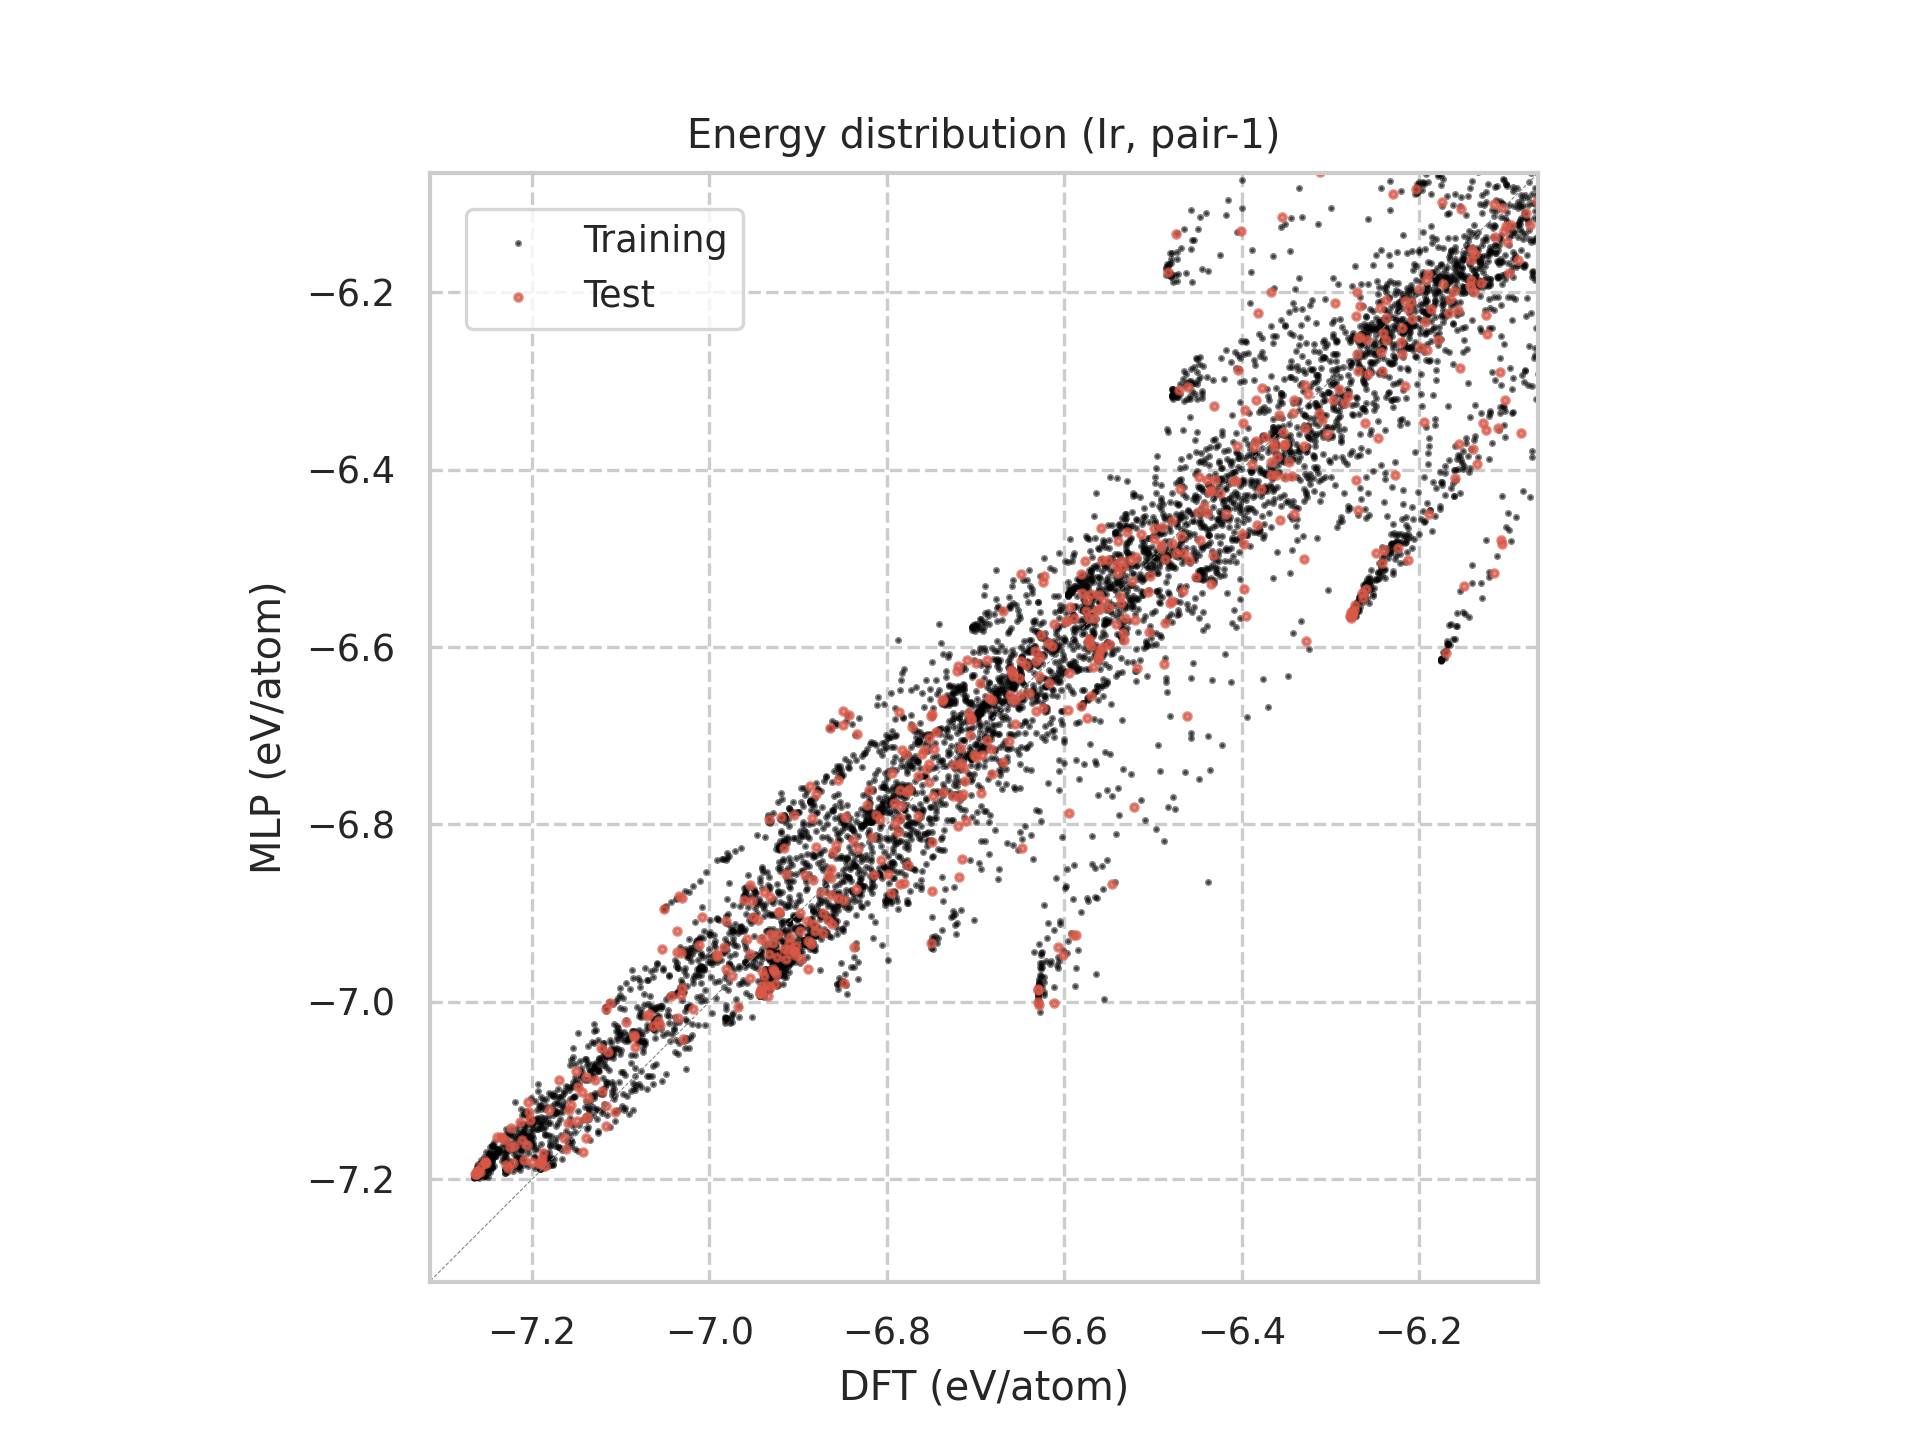 Energy distribution (Ir, pair-1)
Training
Test
−6.2
−6.4
−6.6
−6.8
−7.0
−7.2
MLP (eV/atom)
−7.2 −7.0 −6.8 −6.6 −6.4 −6.2
DFT (eV/atom)